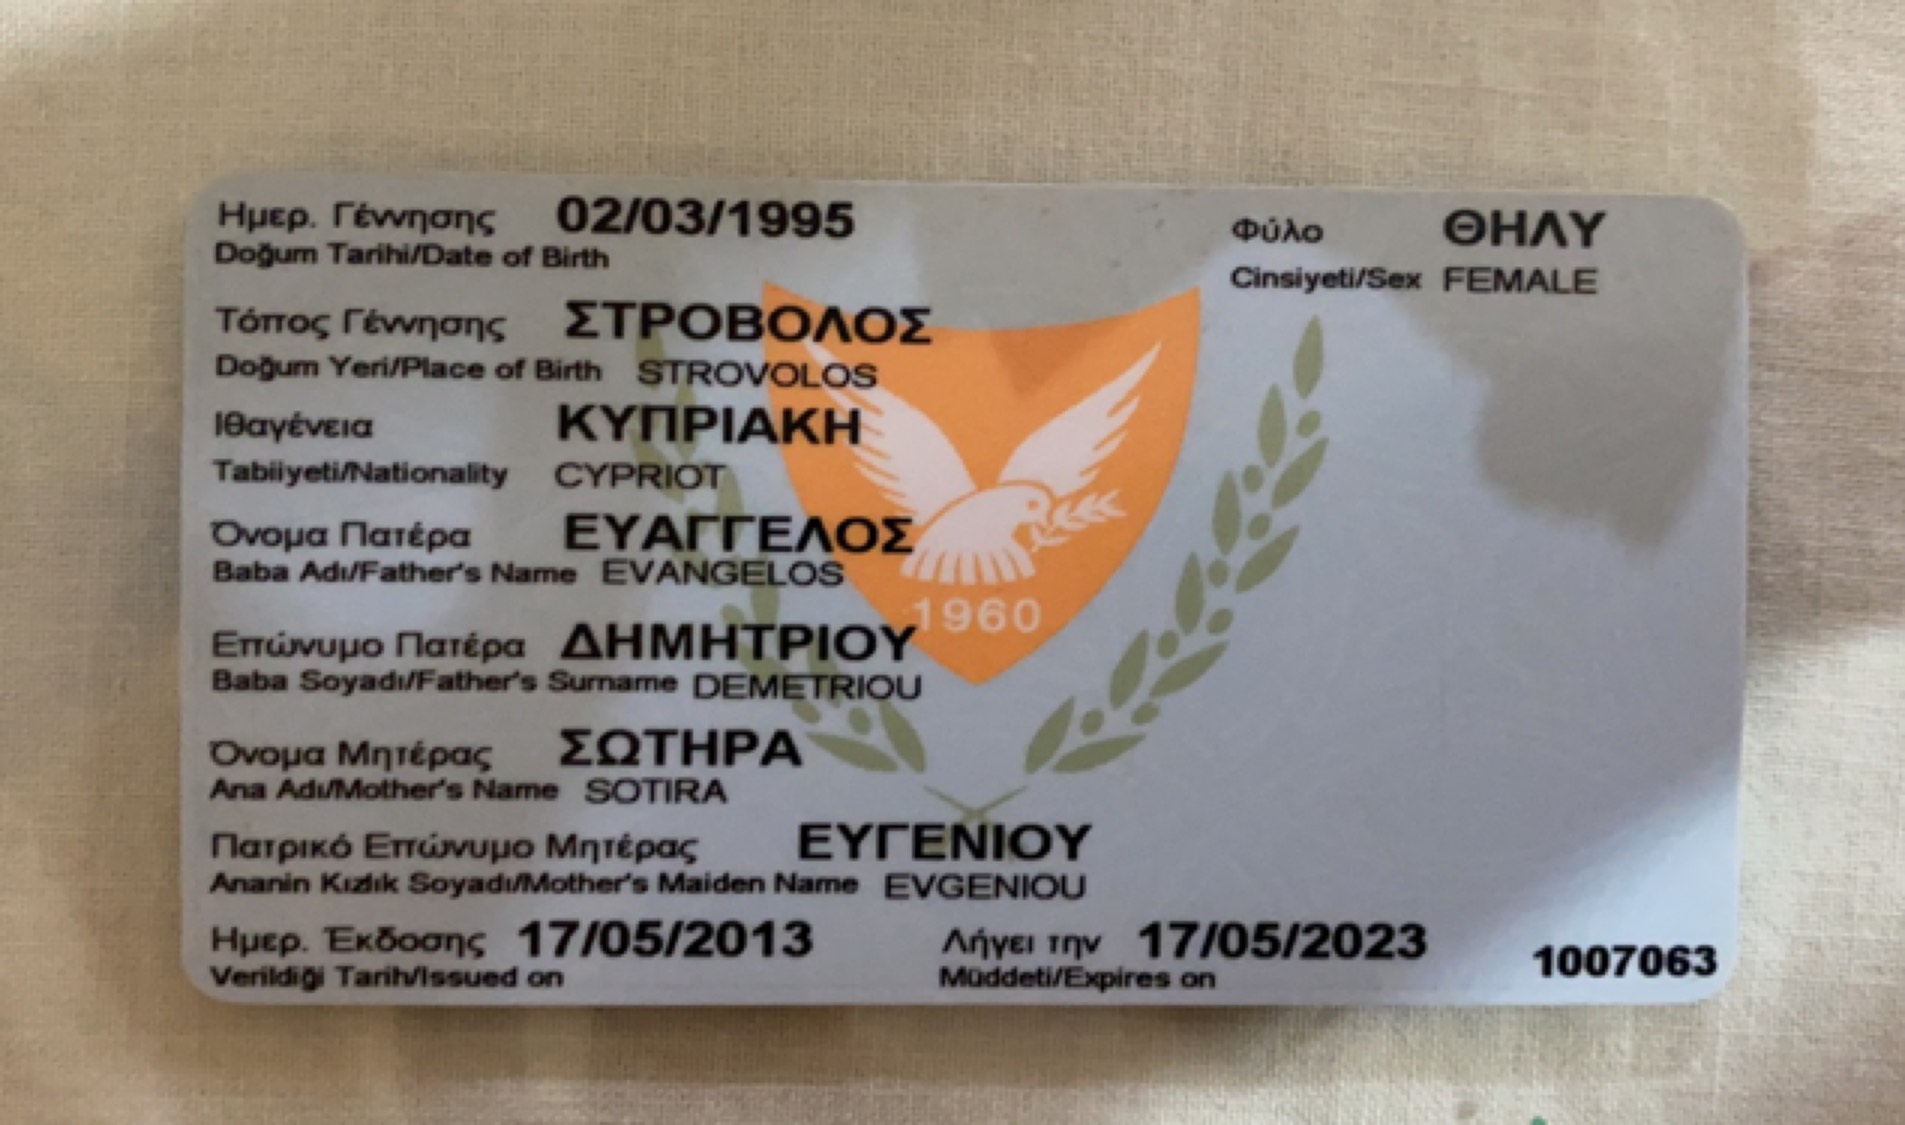 Ημερ. Γέννησης 02/03/1995 Φύλο ΘΗΛΥ
Doğum Tarihi/Date of Birth Cinsiyeti/Sex FEMALE
Τόπος Γέννησης ΣΤΡΟΒΟΛΟΣ
Doğum Yeri/Place of Birth STROVOLOS
Ιθαγένεια ΚΥΠΡΙΑΚΗ
Tabiiyeti/Nationality CYPRIOT
Όνομα Πατέρα ΕΥΑΓΓΕΛΟΣ
Baba Adı/Father's Name EVANGELOS
1960
Επώνυμο Πατέρα ΔΗΜΗΤΡΙΟΥ
Baba Soyadı/Father's Surname DEMETRIOU
Όνομα Μητέρας ΣΩΤΗΡΑ
Ana Adı/Mother's Name SOTIRA
Πατρικό Επώνυμο Μητέρας ΕΥΓΕΝΙΟΥ
Ananin Kızlık Soyadı/Mother's Maiden Name EVGENIOU
Ημερ. Έκδοσης 17/05/2013 Λήγει την 17/05/2023 1007063
Verildiği Tarih/Issued on Müddeti/Expires on